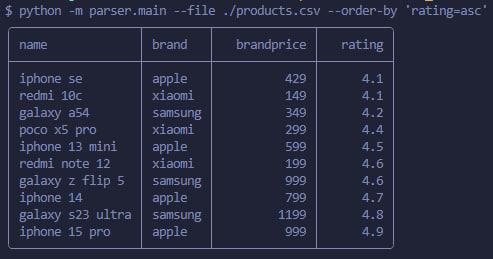 $ python -m parser.main --file ./products.csv --order-by 'rating=asc'
name brand brandprice rating
iphone se apple 429 4.1
redmi 10c xiaomi 149 4.1
galaxy a54 samsung 349 4.2
poco x5 pro xiaomi 299 4.4
iphone 13 mini apple 599 4.5
redmi note 12 xiaomi 199 4.6
galaxy z flip 5 samsung 999 4.6
iphone 14 apple 799 4.7
galaxy s23 ultra samsung 1199 4.8
iphone 15 pro apple 999 4.9